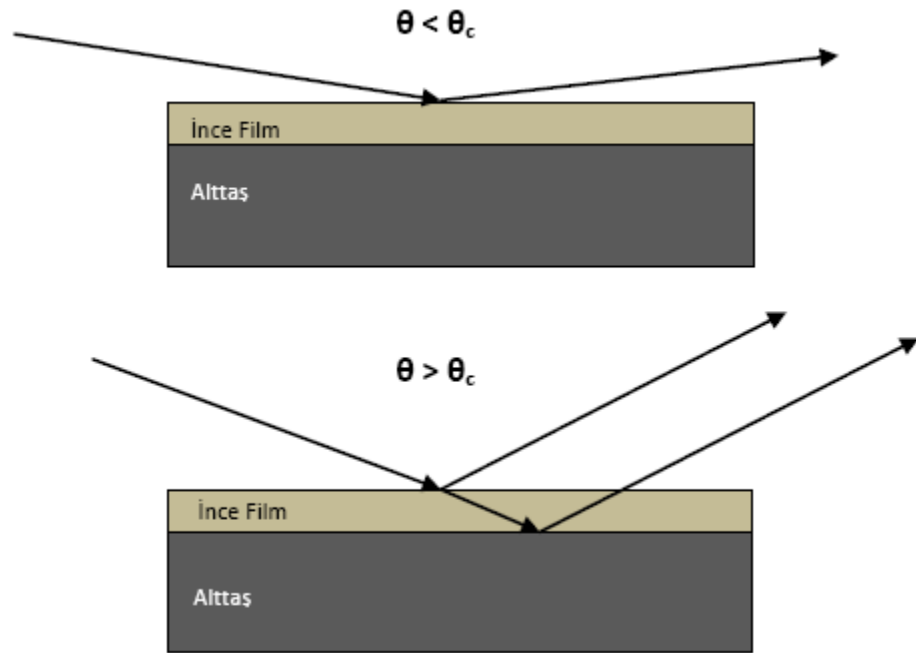 θ < θc
İnce Film
Alttaş
θ > θc
İnce Film
Alttaş